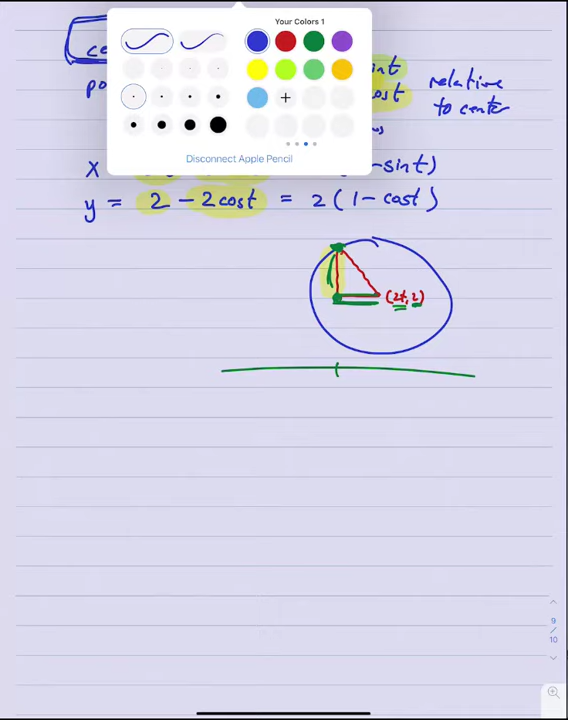 Your Colors 1
relative
to center
Disconnect Apple Pencil
x
-sint)
y = 2 - 2cost = 2(1-cost)
(2t, 2)
9
/
10